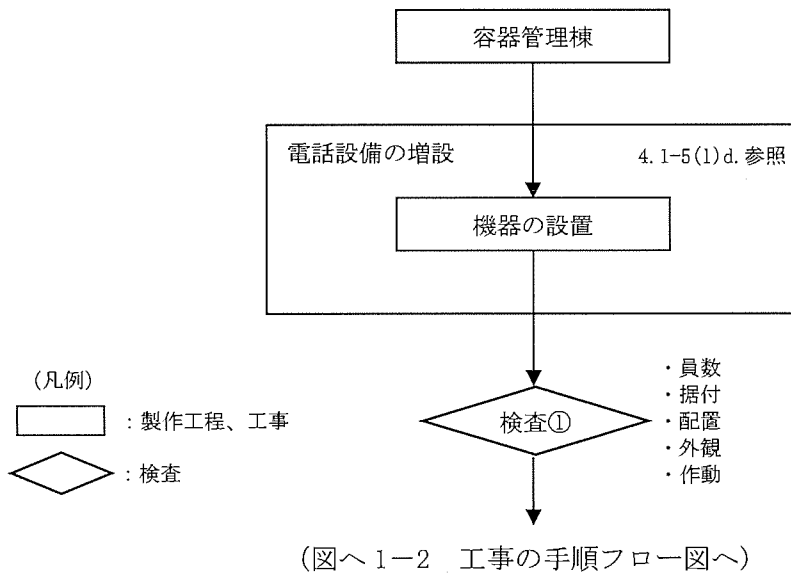 容器管理棟
電話設備の増設
4.1-5(1)d.参照
機器の設置
・員数
・据付
・配置
・外観
・作動
検査①
(凡例)
：製作工程、工事
：検査
(図へ1-2 工事の手順フロー図へ)